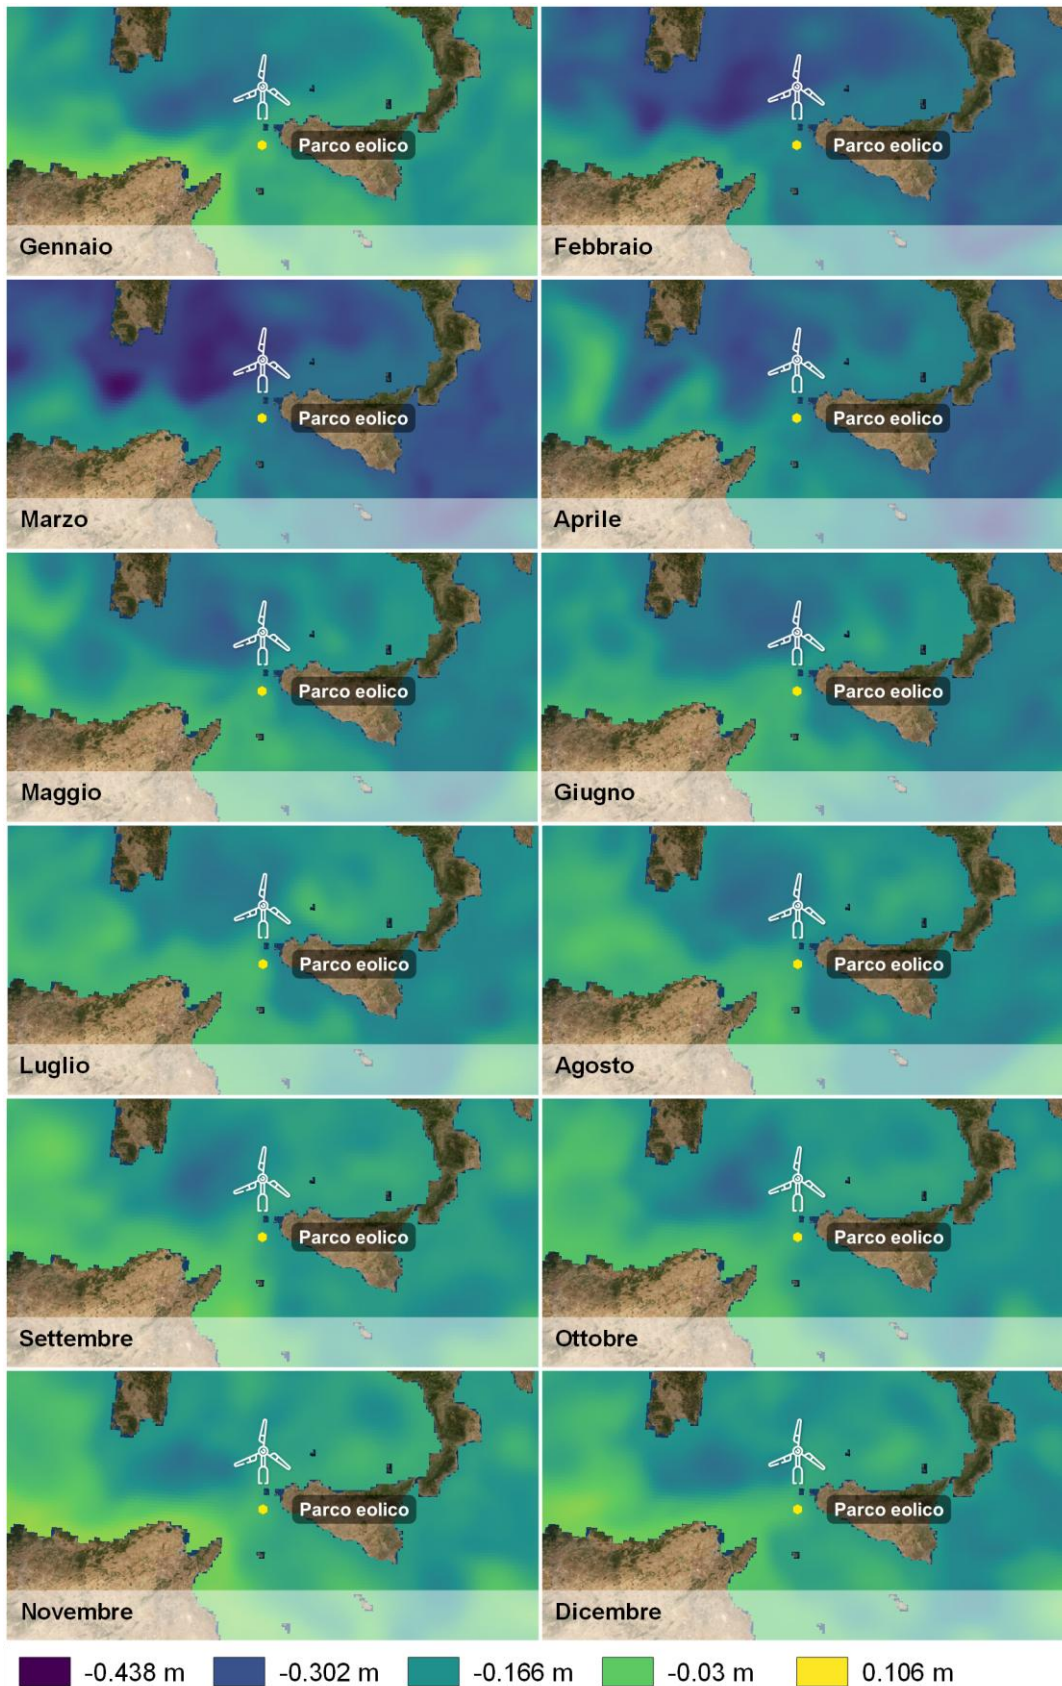 Parco eolico
Gennaio
Parco eolico
Febbraio
Parco eolico
Marzo
Parco eolico
Aprile
Parco eolico
Maggio
Parco eolico
Giugno
Parco eolico
Luglio
Parco eolico
Agosto
Parco eolico
Settembre
Parco eolico
Ottobre
Parco eolico
Novembre
Parco eolico
Dicembre
-0.438 m -0.302 m -0.166 m -0.03 m 0.106 m